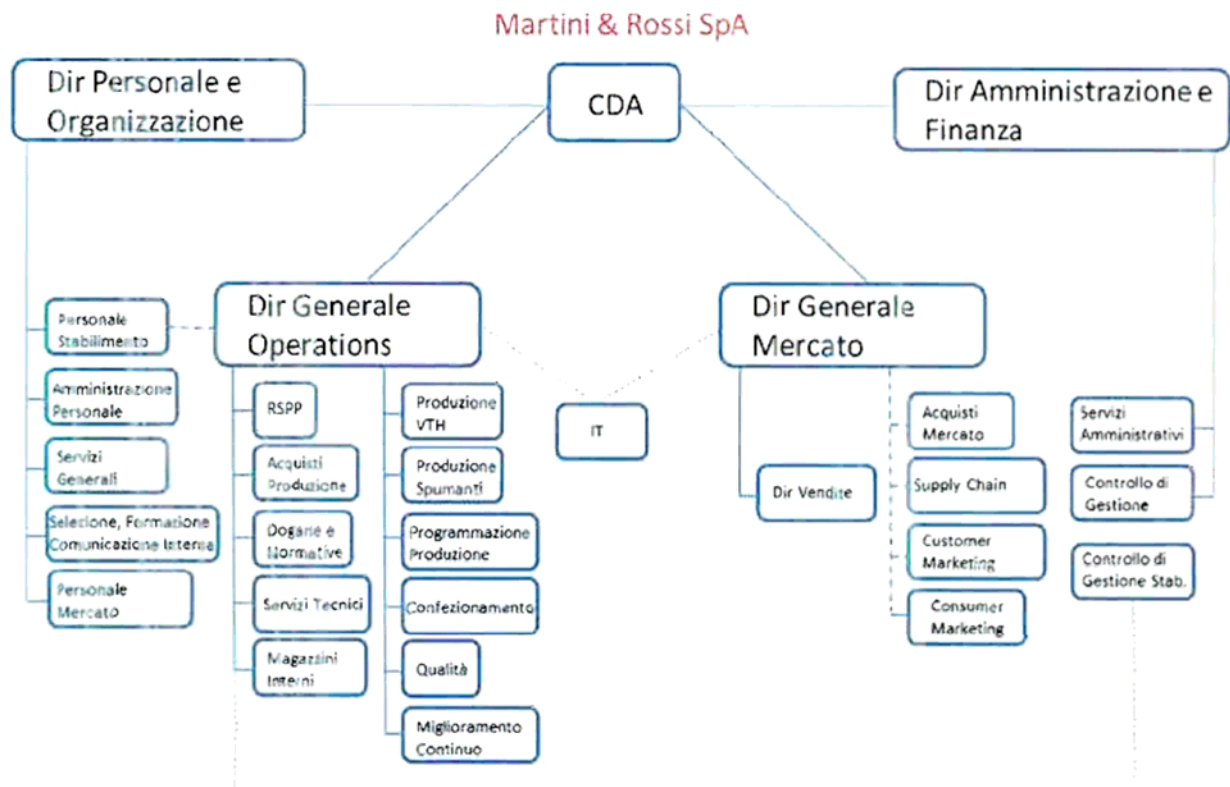 Martini & Rossi SpA
Dir Personale e
Organizzazione
CDA
Dir Amministrazione e
Finanza
Dir Generale
Operations
Dir Generale
Mercato
Personale
Stabilimento
Amministrazione
Personale
Servizi
Generali
Selezione, Formazione
Comunicazione Interna
Personale
Mercato
RSPP
Acquisti
Produzione
Dogane e
Normative
Servizi Tecnici
Magazzini
Interni
Produzione
VTH
Produzione
Spumanti
Programmazione
Produzione
Confezionamento
Qualità
Miglioramento
Continuo
IT
Dir Vendite
Acquisti
Mercato
Supply Chain
Customer
Marketing
Consumer
Marketing
Servizi
Amministrativi
Controllo di
Gestione
Controllo di
Gestione Stab.